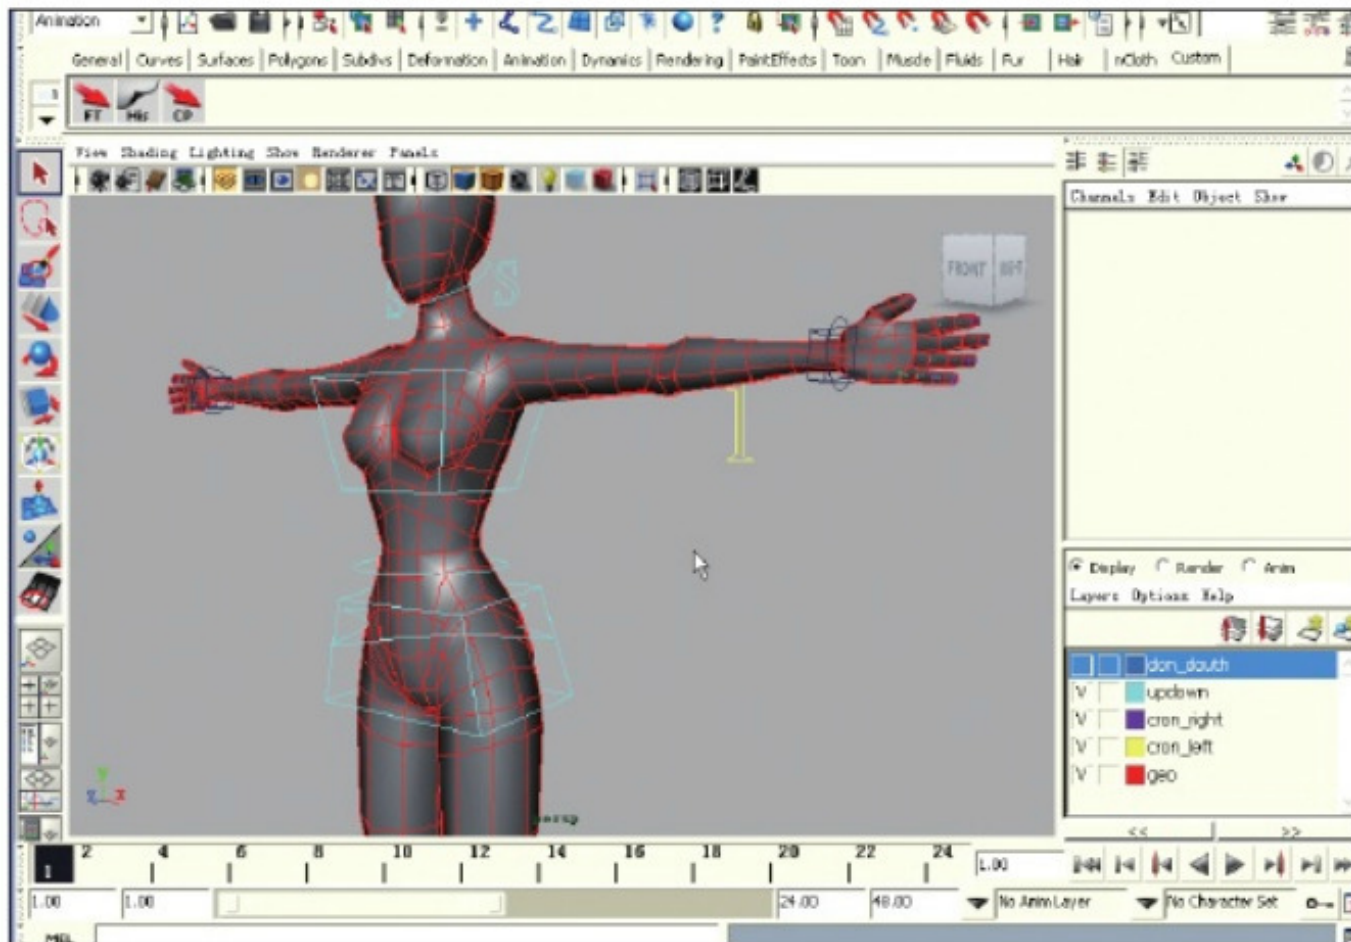 Animation
General Curves Surfaces Polygons Subdivs Deformation Animation Dynamics Rendering PaintEffects Toon Muscle Fluids Fur Hair nCloth Custom
FT His CP
View Shading Lighting Show Renderer Panels
Channels Edit Object Show
FRONT
S
persp
Display Render Anim
Layers Options Help
don_douth
V updown
V cron_right
V cron_left
V geo
<< >>
1 2 4 6 8 10 12 14 16 18 20 22 24 1.00
1.00 1.00 24.00 48.00 No Anim Layer No Character Set
MEL